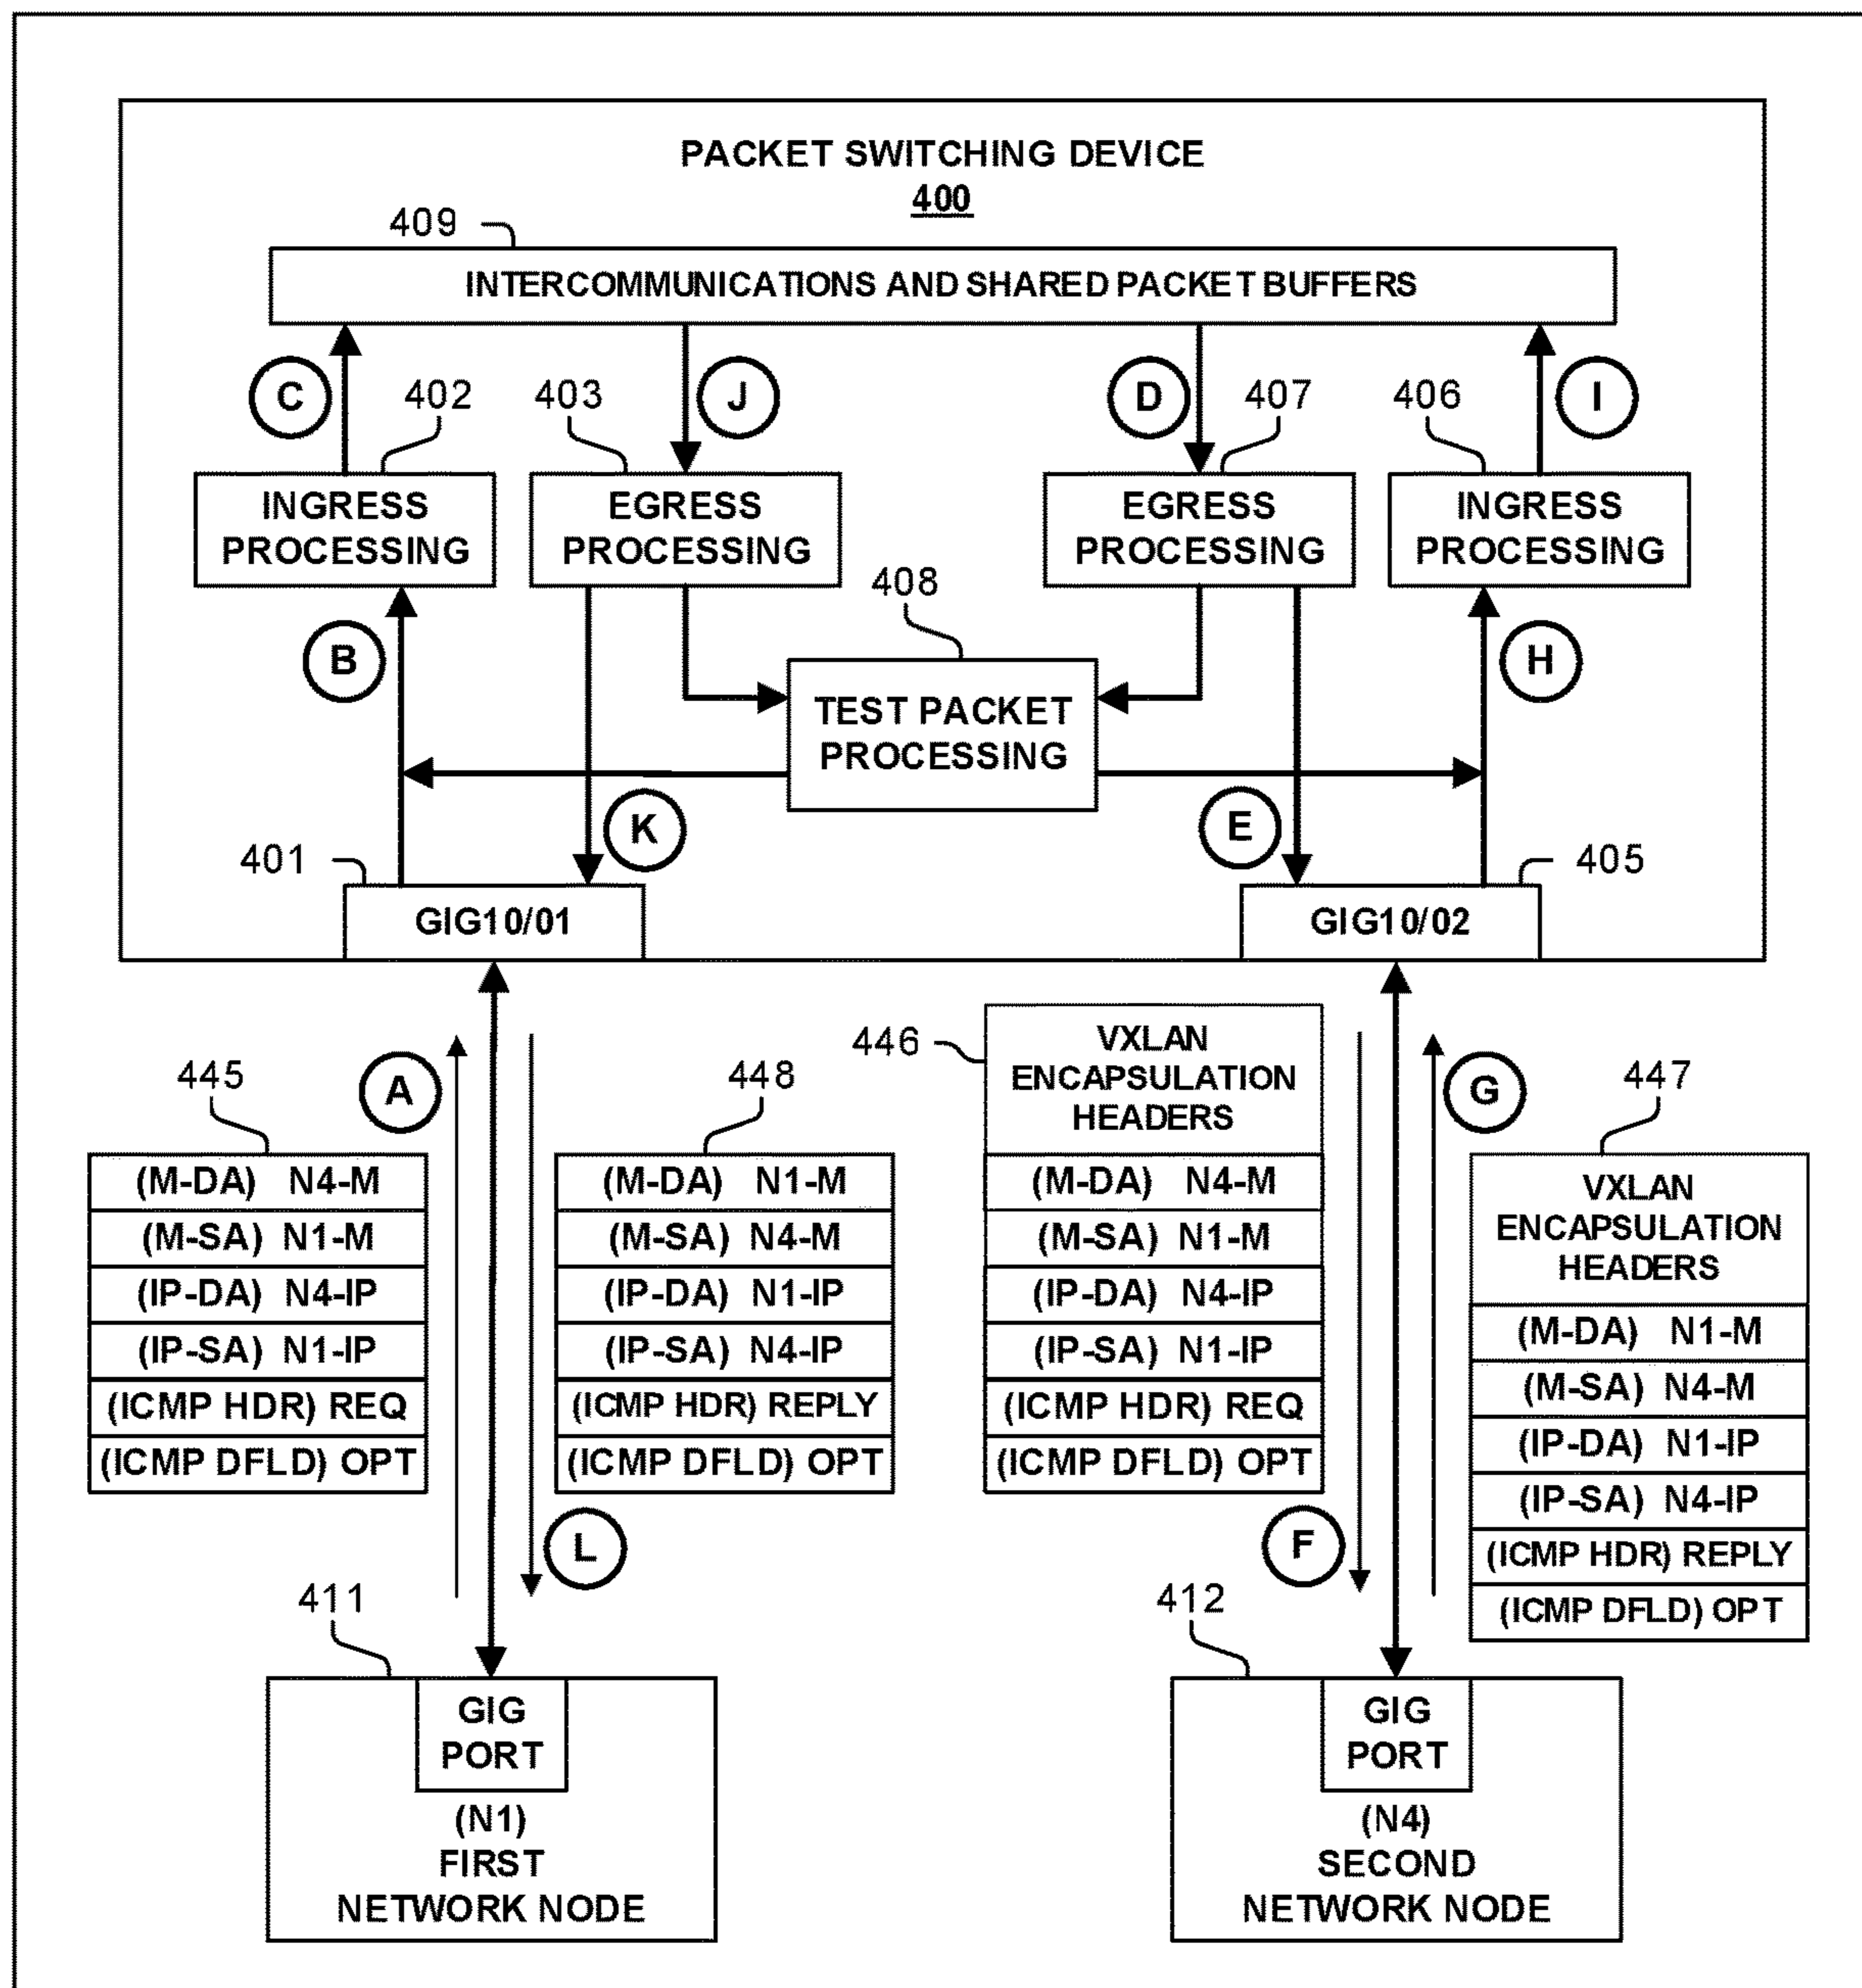 PACKET SWITCHING DEVICE
400
409
INTERCOMMUNICATIONS AND SHARED PACKET BUFFERS
C
402
403
J
D
407
406
I
INGRESS
PROCESSING
EGRESS
PROCESSING
EGRESS
PROCESSING
INGRESS
PROCESSING
408
B
H
TEST PACKET
PROCESSING
K
E
401
405
GIG10/01
GIG10/02
445
A
448
446
VXLAN
ENCAPSULATION
HEADERS
G
447
(M-DA) N4-M
(M-SA) N1-M
(IP-DA) N4-IP
(IP-SA) N1-IP
(ICMP HDR) REQ
(ICMP DFLD) OPT
(M-DA) N1-M
(M-SA) N4-M
(IP-DA) N1-IP
(IP-SA) N4-IP
(ICMP HDR) REPLY
(ICMP DFLD) OPT
(M-DA) N4-M
(M-SA) N1-M
(IP-DA) N4-IP
(IP-SA) N1-IP
(ICMP HDR) REQ
(ICMP DFLD) OPT
VXLAN
ENCAPSULATION
HEADERS
(M-DA) N1-M
(M-SA) N4-M
(IP-DA) N1-IP
(IP-SA) N4-IP
(ICMP HDR) REPLY
(ICMP DFLD) OPT
L
F
411
412
GIG
PORT
(N1)
FIRST
NETWORK NODE
GIG
PORT
(N4)
SECOND
NETWORK NODE